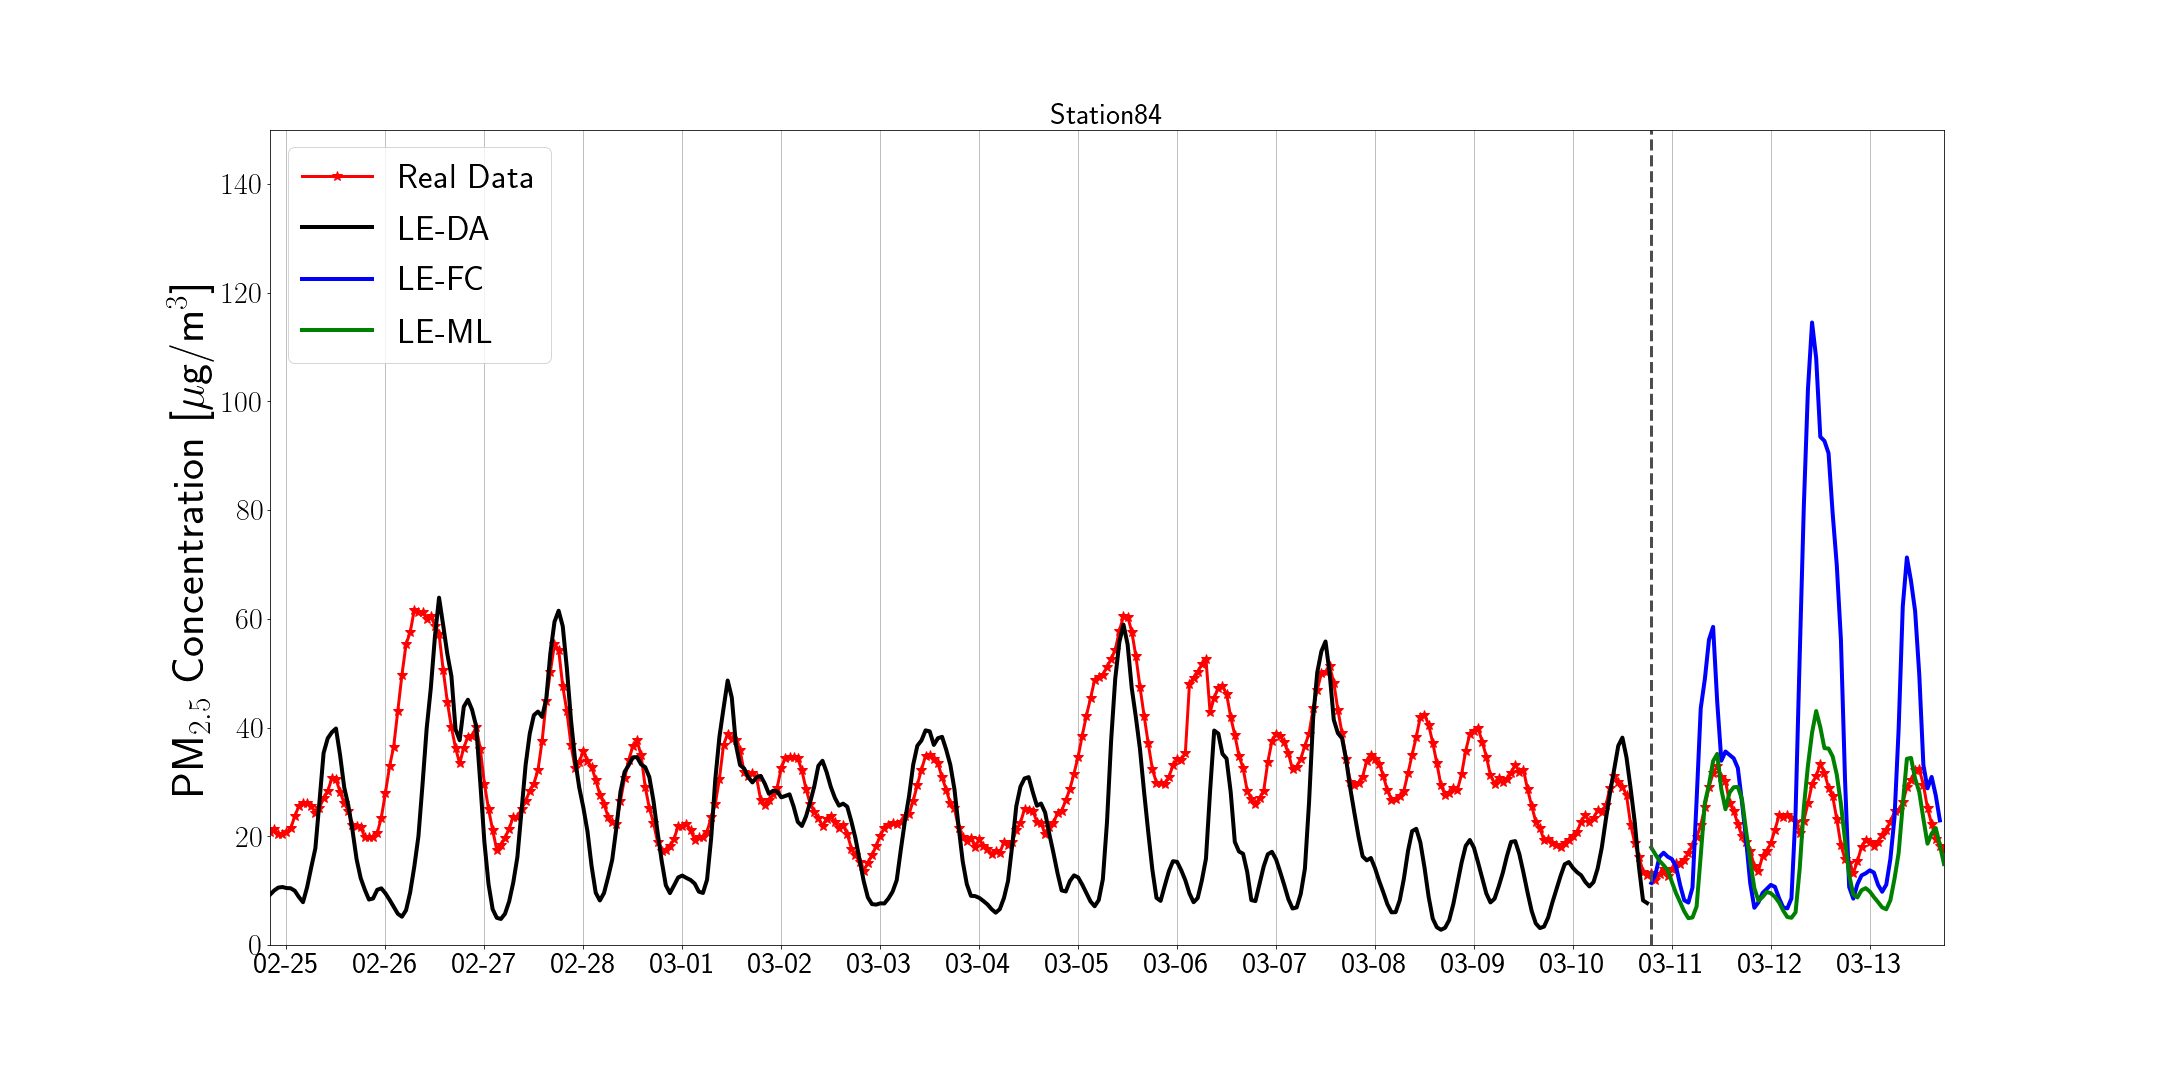 Station84
Real Data
LE-DA
LE-FC
LE-ML
PM2.5 Concentration [μg/m³]
140
120
100
80
60
40
20
0
02-25 02-26 02-27 02-28 03-01 03-02 03-03 03-04 03-05 03-06 03-07 03-08 03-09 03-10 03-11 03-12 03-13